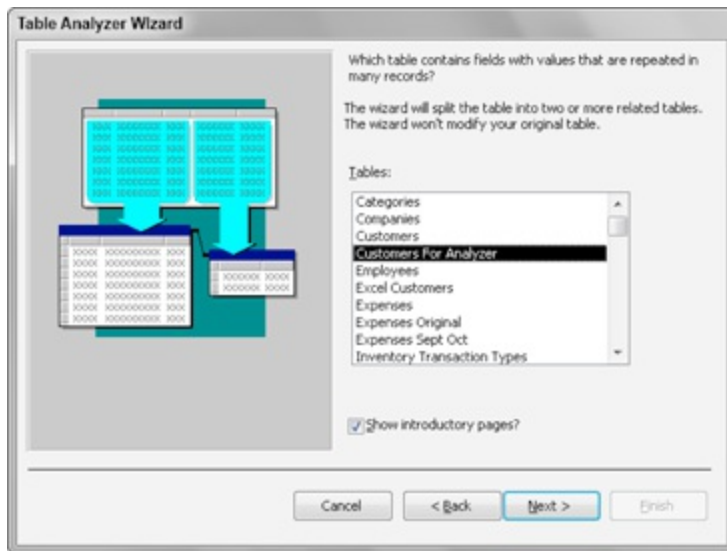 Table Analyzer Wizard
Which table contains fields with values that are repeated in
many records?
The wizard will split the table into two or more related tables.
The wizard won't modify your original table.
Tables:
Categories
Companies
Customers
Customers For Analyzer
Employees
Excel Customers
Expenses
Expenses Original
Expenses Sept Oct
Inventory Transaction Types
Show introductory pages?
Cancel
< Back
Next >
Finish